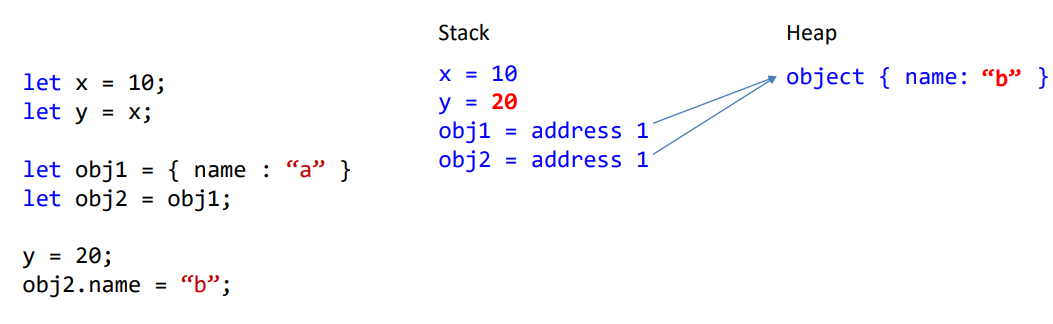 let x = 10;
let y = x;
let obj1 = { name : “a” }
let obj2 = obj1;
y = 20;
obj2.name = “b”;
Stack
x = 10
y = 20
obj1 = address 1
obj2 = address 1
Heap
object { name: “b” }